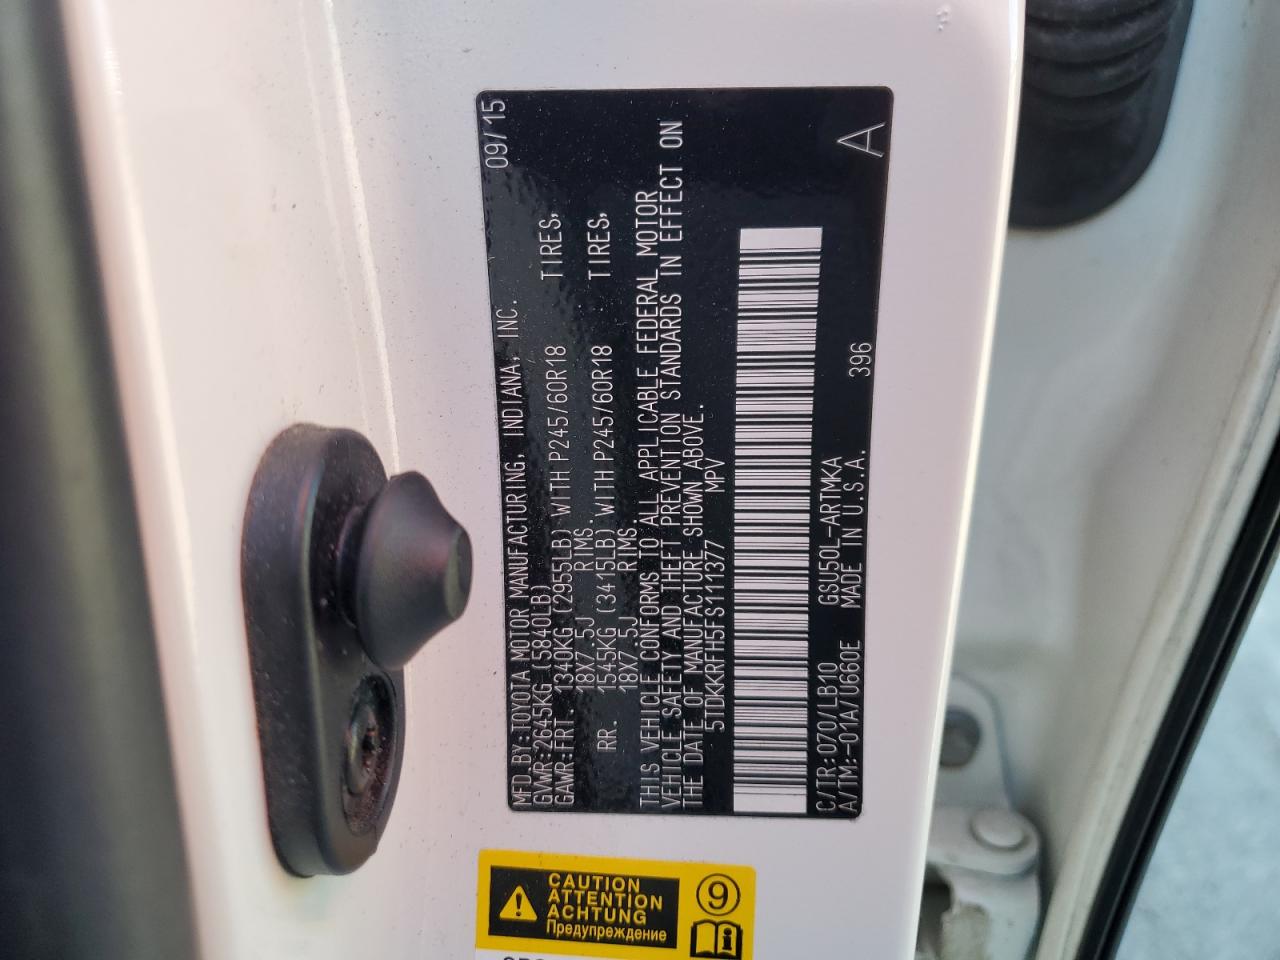 MFD.BY:TOYOTA MOTOR MANUFACTURING, INDIANA, INC. 09/15
GVWR:2645KG (5840LB)
GAWR:FRT 1340KG (2955LB) WITH P245/60R18 TIRES,
18X7.5J RIMS.
RR. 1545KG (3415LB) WITH P245/60R18 TIRES,
18X7.5J RIMS.
THIS VEHICLE CONFORMS TO ALL APPLICABLE FEDERAL MOTOR
VEHICLE SAFETY AND THEFT PREVENTION STANDARDS IN EFFECT ON
THE DATE OF MANUFACTURE SHOWN ABOVE.
5TDKKRFH5FS111377 MPV
C/TR:070/LB10 GSU50L-ARTMKA
A/TM:-01A/U660E MADE IN U.S.A. 396 A
CAUTION
ATTENTION
ACHTUNG
Предупреждение
9
i